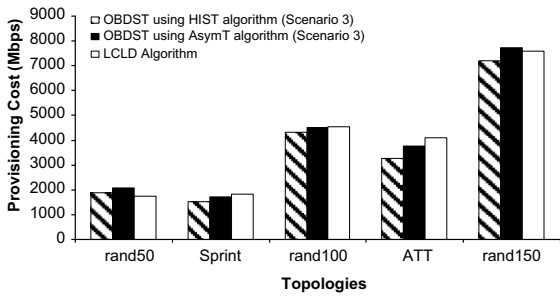 OBDST using HIST algorithm (Scenario 3)
OBDST using AsymT algorithm (Scenario 3)
LCLD Algorithm
Provisioning Cost (Mbps)
9000
8000
7000
6000
5000
4000
3000
2000
1000
0
rand50 Sprint rand100 ATT rand150
Topologies